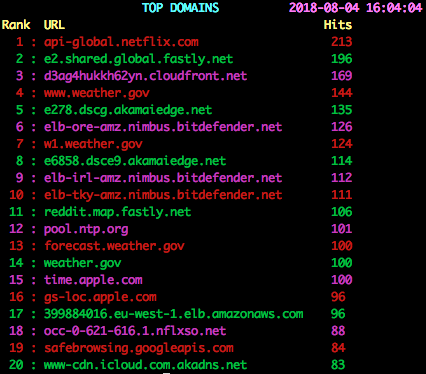 TOP DOMAINS 2018-08-04 16:04:04
Rank URL Hits
1 : api-global.netflix.com 213
2 : e2.shared.global.fastly.net 196
3 : d3ag4hukkh62yn.cloudfront.net 169
4 : www.weather.gov 144
5 : e278.dscg.akamaiedge.net 135
6 : elb-ore-amz.nimbus.bitdefender.net 126
7 : w1.weather.gov 124
8 : e6858.dsce9.akamaiedge.net 114
9 : elb-irl-amz.nimbus.bitdefender.net 112
10 : elb-tky-amz.nimbus.bitdefender.net 111
11 : reddit.map.fastly.net 106
12 : pool.ntp.org 101
13 : forecast.weather.gov 100
14 : weather.gov 100
15 : time.apple.com 100
16 : gs-loc.apple.com 96
17 : 399884016.eu-west-1.elb.amazonaws.com 96
18 : occ-0-621-616.1.nflxso.net 88
19 : safebrowsing.googleapis.com 84
20 : www-cdn.icloud.com.akadns.net 83